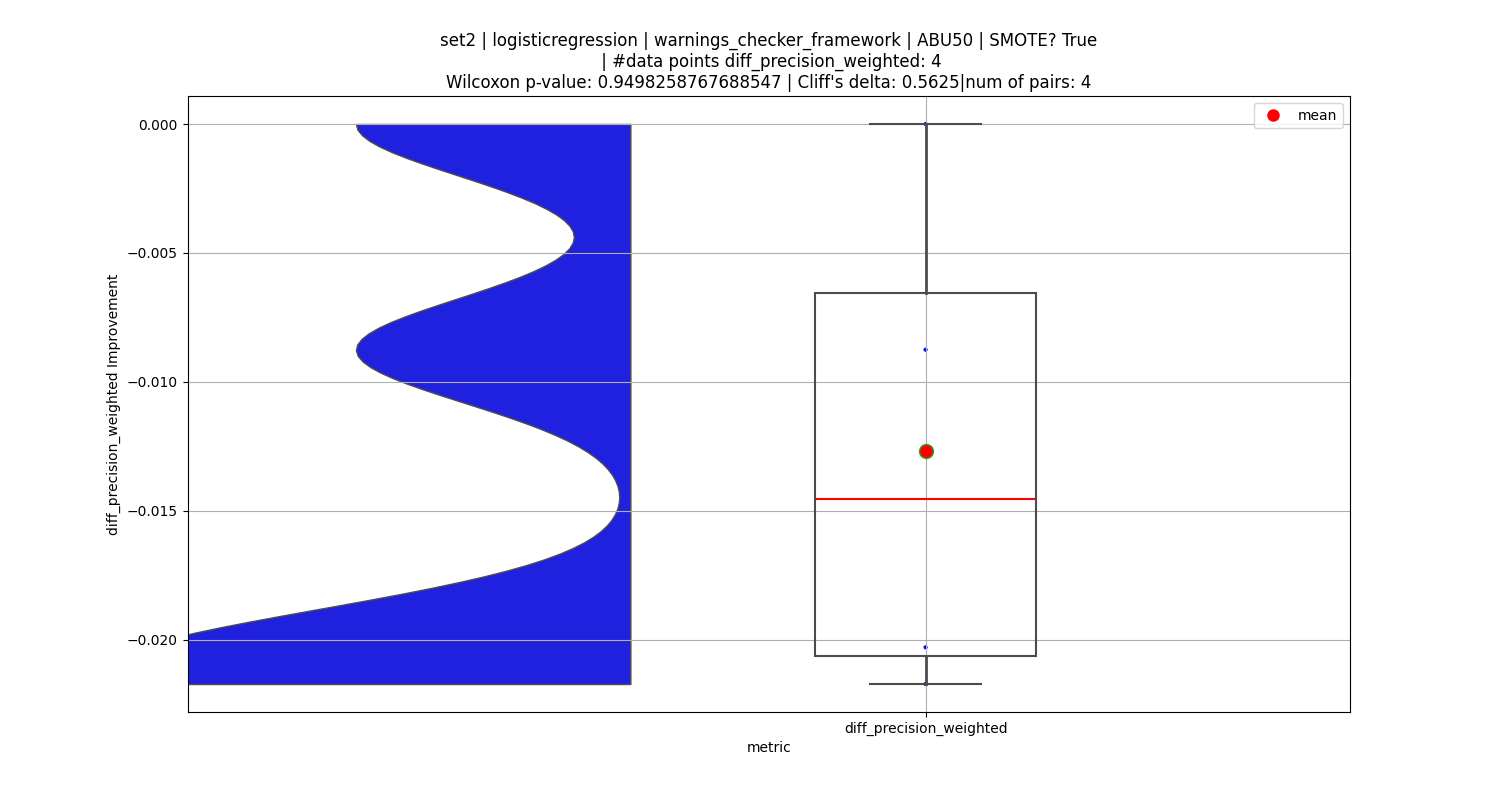 set2 | logisticregression | warnings_checker_framework | ABU50 | SMOTE? True
| #data points diff_precision_weighted: 4
Wilcoxon p-value: 0.9498258767688547 | Cliff's delta: 0.5625|num of pairs: 4
mean
0.000
−0.005
−0.010
−0.015
−0.020
diff_precision_weighted Improvement
diff_precision_weighted
metric